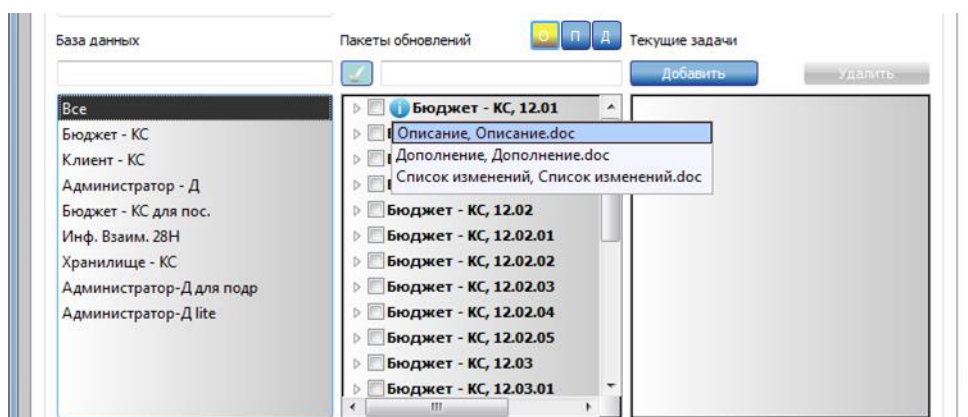 База данных
Пакеты обновлений
О П Д
Текущие задачи
Добавить
Удалить
Все
Бюджет - КС
Клиент - КС
Администратор - Д
Бюджет - КС для пос.
Инф. Взаим. 28Н
Хранилище - КС
Администратор-Д для подр
Администратор-Д lite
Бюджет - КС, 12.01
Описание, Описание.doc
Дополнение, Дополнение.doc
Список изменений, Список изменений.doc
Бюджет - КС, 12.02
Бюджет - КС, 12.02.01
Бюджет - КС, 12.02.02
Бюджет - КС, 12.02.03
Бюджет - КС, 12.02.04
Бюджет - КС, 12.02.05
Бюджет - КС, 12.03
Бюджет - КС, 12.03.01